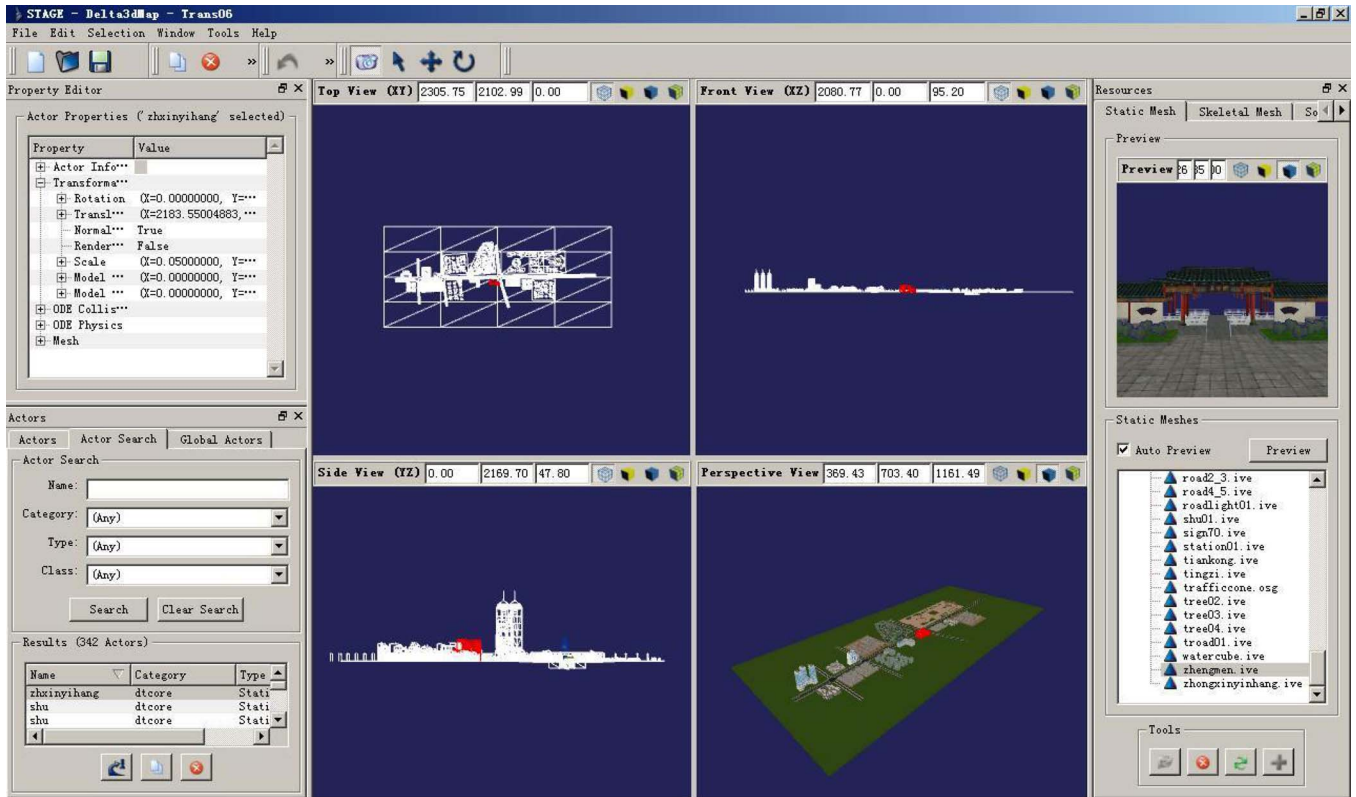 STAGE - Delta3dMap - Trans06
File Edit Selection Window Tools Help
»
»
Property Editor
Actor Properties ('zhxinyihang' selected)
Property Value
Actor Info…
Transforma…
Rotation (X=0.00000000, Y=…
Transl… (X=2183.55004883, …
Normal… True
Render… False
Scale (X=0.05000000, Y=…
Model … (X=0.00000000, Y=…
Model … (X=0.00000000, Y=…
ODE Collis…
ODE Physics
Mesh
Actors
Actors Actor Search Global Actors
Actor Search
Name:
Category: (Any)
Type: (Any)
Class: (Any)
Search Clear Search
Results (342 Actors)
Name Category Type
zhxinyihang dtcore Stati
shu dtcore Stati
shu dtcore Stati
Top View (XY) 2305.75 2102.99 0.00
Front View (XZ) 2080.77 0.00 95.20
Side View (YZ) 0.00 2169.70 47.80
Perspective View 369.43 703.40 1161.49
Resources
Static Mesh Skeletal Mesh So
Preview
Preview
Static Meshes
Auto Preview Preview
road2_3.ive
road4_5.ive
roadlight01.ive
shu01.ive
sign70.ive
station01.ive
tiankong.ive
tingzi.ive
trafficcone.osg
tree02.ive
tree03.ive
tree04.ive
troad01.ive
watercube.ive
zhengmen.ive
zhongxinyinhang.ive
Tools